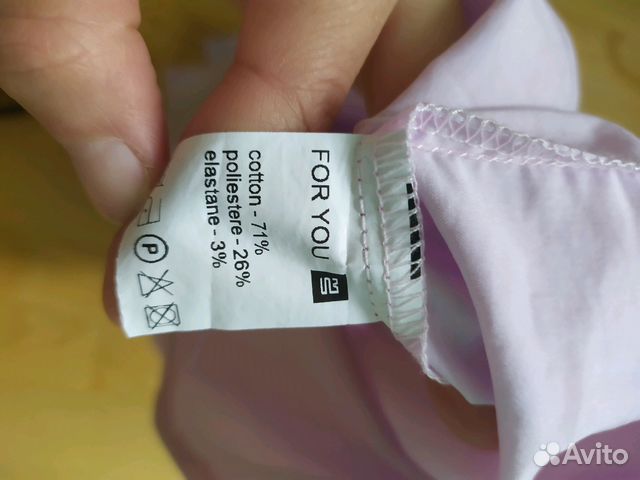 FOR YOU
cotton - 71%
poliestere - 26%
elastane - 3%
P
Avito